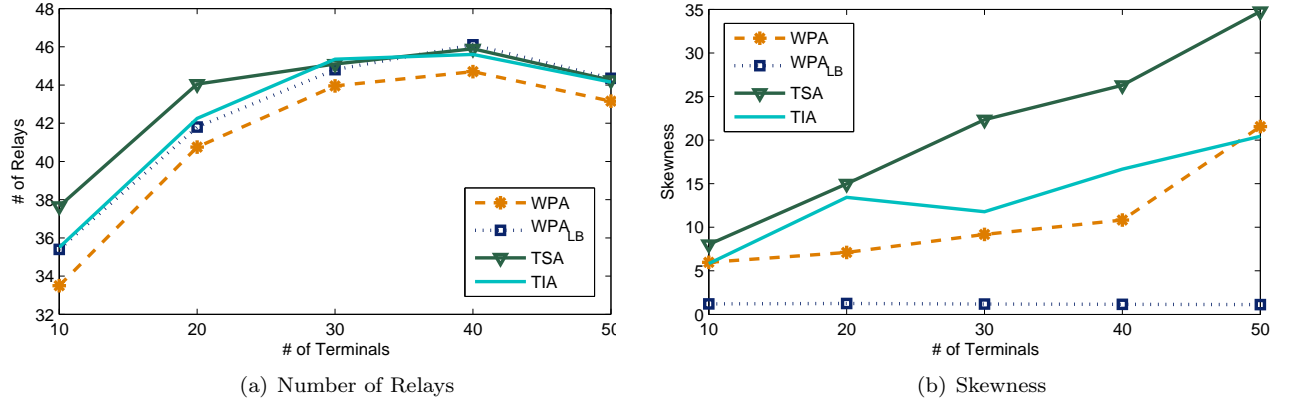 48
46
44
42
40
38
36
34
32
# of Relays
WPA
WPA_LB
TSA
TIA
10
20
30
40
50
# of Terminals
(a) Number of Relays
35
30
25
20
15
10
5
0
Skewness
WPA
WPA_LB
TSA
TIA
10
20
30
40
50
# of Terminals
(b) Skewness